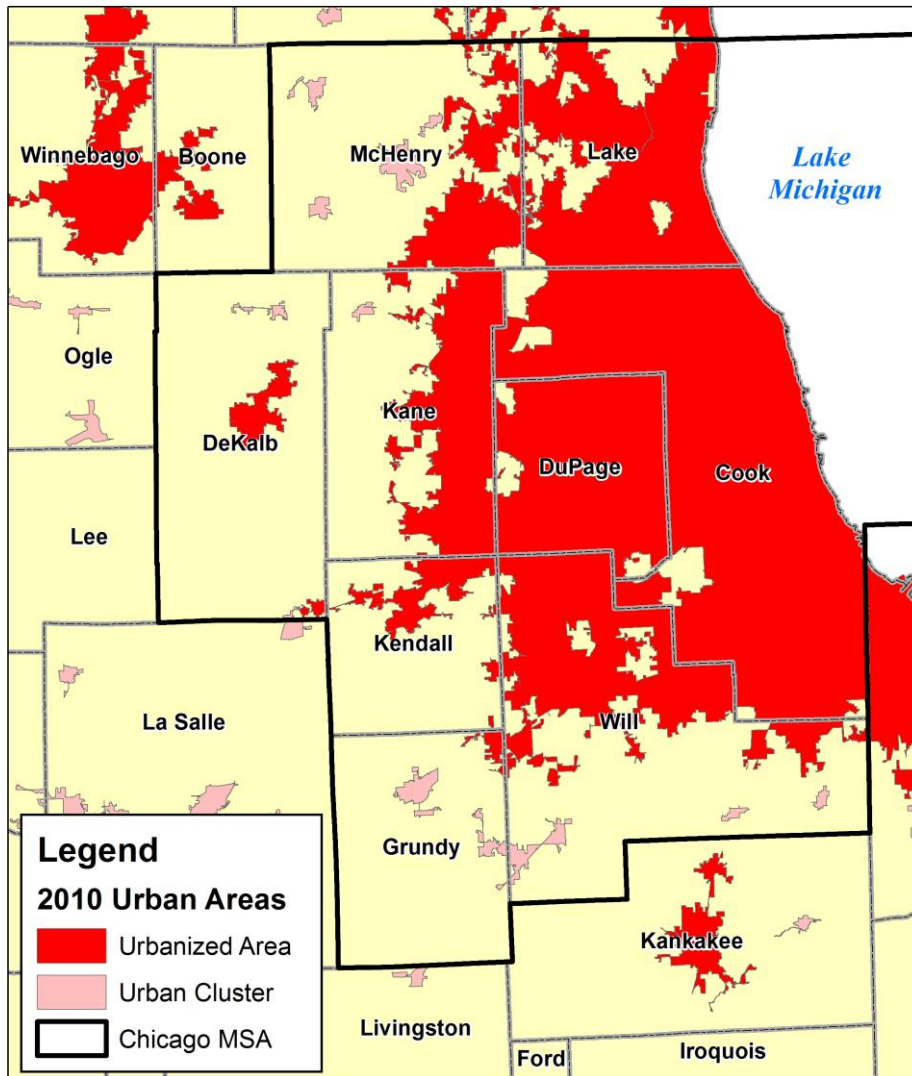 Winnebago
Boone
McHenry
Lake
Lake
Michigan
Ogle
DeKalb
Kane
DuPage
Cook
Lee
Kendall
La Salle
Will
Grundy
Kankakee
Livingston
Ford
Iroquois
Legend
2010 Urban Areas
Urbanized Area
Urban Cluster
Chicago MSA